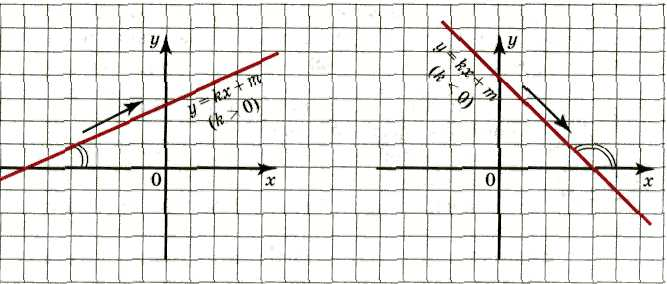 y
y = kx + m
(k > 0)
0
x
y
y = kx + m
(k < 0)
0
x